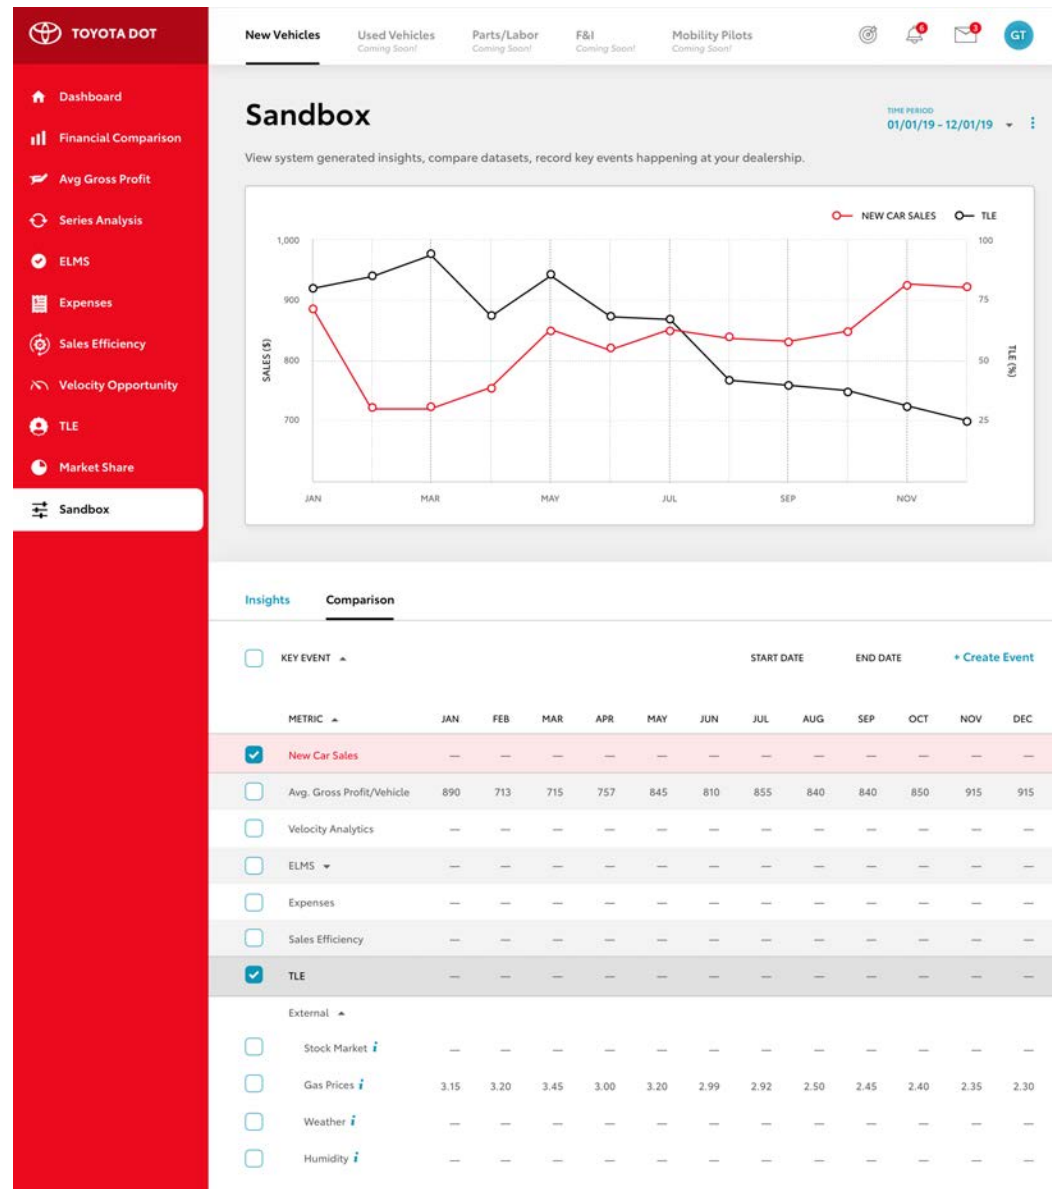 TOYOTA DOT
New Vehicles Used Vehicles Parts/Labor F&I Mobility Pilots
Coming Soon! Coming Soon! Coming Soon! Coming Soon!
6 3 GT
Dashboard
Financial Comparison
Avg Gross Profit
Series Analysis
ELMS
Expenses
Sales Efficiency
Velocity Opportunity
TLE
Market Share
Sandbox
Sandbox
TIME PERIOD
01/01/19 - 12/01/19
View system generated insights, compare datasets, record key events happening at your dealership.
NEW CAR SALES TLE
1,000 100
900 75
800 50
700 25
SALES ($)
TLE (%)
JAN MAR MAY JUL SEP NOV
Insights Comparison
KEY EVENT START DATE END DATE + Create Event
METRIC JAN FEB MAR APR MAY JUN JUL AUG SEP OCT NOV DEC
New Car Sales — — — — — — — — — — — —
Avg. Gross Profit/Vehicle 890 713 715 757 845 810 855 840 840 850 915 915
Velocity Analytics — — — — — — — — — — — —
ELMS — — — — — — — — — — — —
Expenses — — — — — — — — — — — —
Sales Efficiency — — — — — — — — — — — —
TLE — — — — — — — — — — — —
External
Stock Market i — — — — — — — — — — — —
Gas Prices i 3.15 3.20 3.45 3.00 3.20 2.99 2.92 2.50 2.45 2.40 2.35 2.30
Weather i — — — — — — — — — — — —
Humidity i — — — — — — — — — — — —